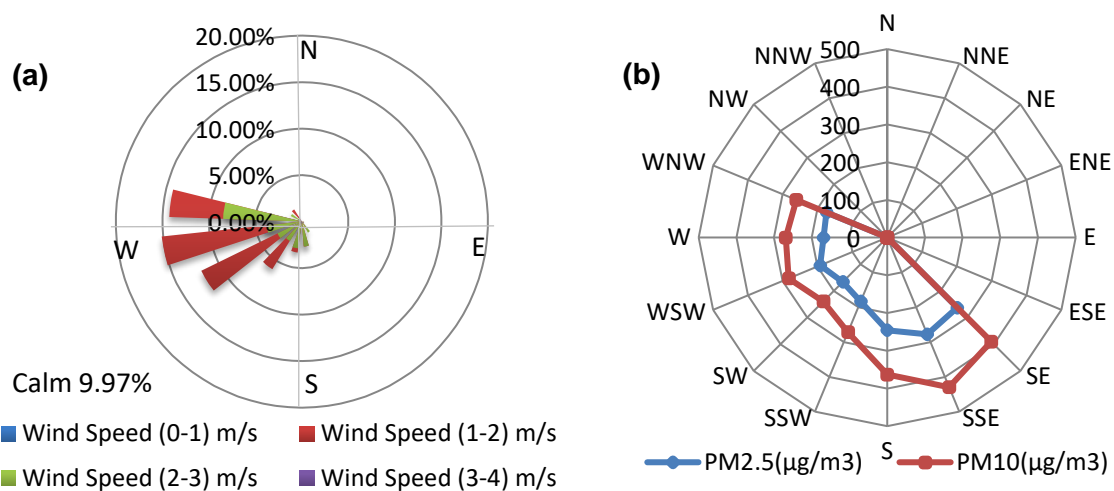 (a)
20.00%
15.00%
10.00%
5.00%
0.00%
N
W
E
S
Calm 9.97%
Wind Speed (0-1) m/s
Wind Speed (1-2) m/s
Wind Speed (2-3) m/s
Wind Speed (3-4) m/s
(b)
500
400
300
200
100
0
N
NNE
NE
ENE
E
ESE
SE
SSE
S
SSW
SW
WSW
W
WNW
NW
NNW
PM2.5(µg/m3)
PM10(µg/m3)